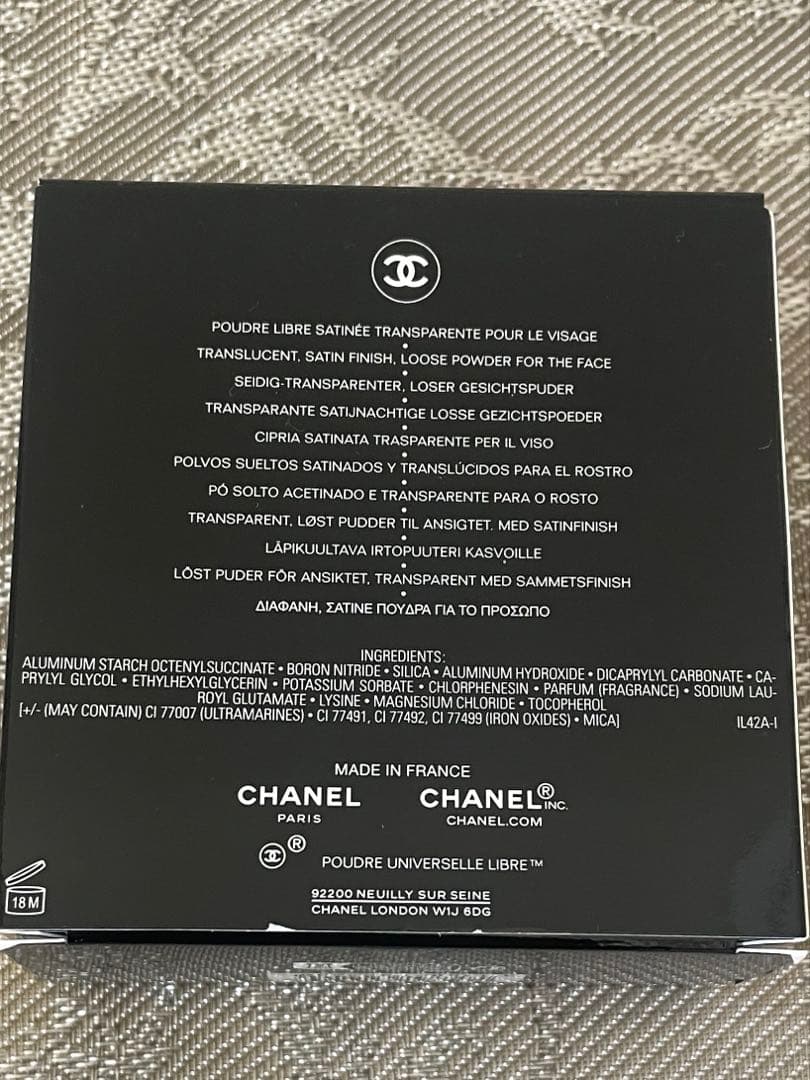 POUDRE LIBRE SATINÉE TRANSPARENTE POUR LE VISAGE
•
TRANSLUCENT, SATIN FINISH, LOOSE POWDER FOR THE FACE
•
SEIDIG-TRANSPARENTER, LOSER GESICHTSPUDER
•
TRANSPARANTE SATIJNACHTIGE LOSSE GEZICHTSPOEDER
•
CIPRIA SATINATA TRASPARENTE PER IL VISO
•
POLVOS SUELTOS SATINADOS Y TRANSLÚCIDOS PARA EL ROSTRO
•
PÓ SOLTO ACETINADO E TRANSPARENTE PARA O ROSTO
•
TRANSPARENT, LØST PUDDER TIL ANSIGTET. MED SATINFINISH
•
LÄPIKUULTAVA IRTOPUUTERI KASVOILLE
•
LÖST PUDER FÖR ANSIKTET, TRANSPARENT MED SAMMETSFINISH
•
ΔΙΑΦΑΝΗ, ΣΑΤΙΝΕ ΠΟΥΔΡΑ ΓΙΑ ΤΟ ΠΡΟΣΩΠΟ
INGREDIENTS:
ALUMINUM STARCH OCTENYLSUCCINATE • BORON NITRIDE • SILICA • ALUMINUM HYDROXIDE • DICAPRYLYL CARBONATE • CA-
PRYLYL GLYCOL • ETHYLHEXYLGLYCERIN • POTASSIUM SORBATE • CHLORPHENESIN • PARFUM (FRAGRANCE) • SODIUM LAU-
ROYL GLUTAMATE • LYSINE • MAGNESIUM CHLORIDE • TOCOPHEROL
[+/- (MAY CONTAIN) CI 77007 (ULTRAMARINES) • CI 77491, CI 77492, CI 77499 (IRON OXIDES) • MICA] IL42A-I
MADE IN FRANCE
CHANEL CHANEL® INC.
PARIS CHANEL.COM
® POUDRE UNIVERSELLE LIBRE™
18 M
92200 NEUILLY SUR SEINE
CHANEL LONDON W1J 6DG